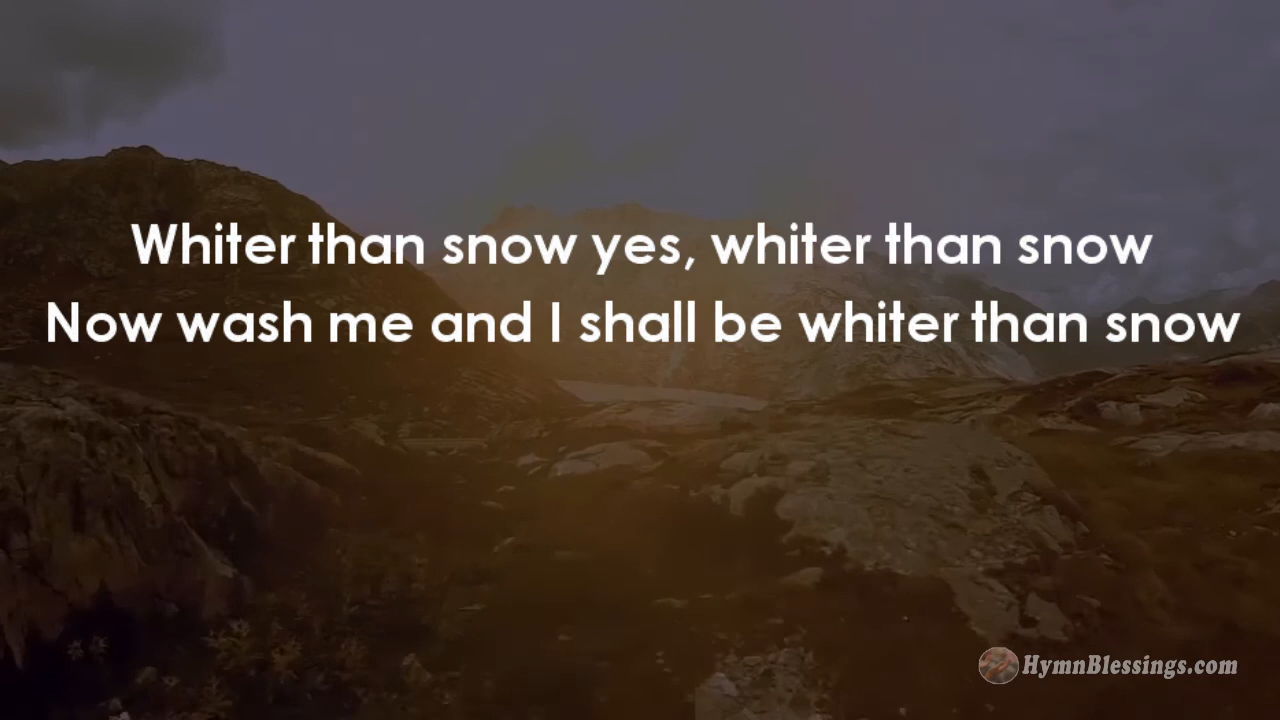 Whiter than snow yes, whiter than snow
Now wash me and I shall be whiter than snow
HymnBlessings.com